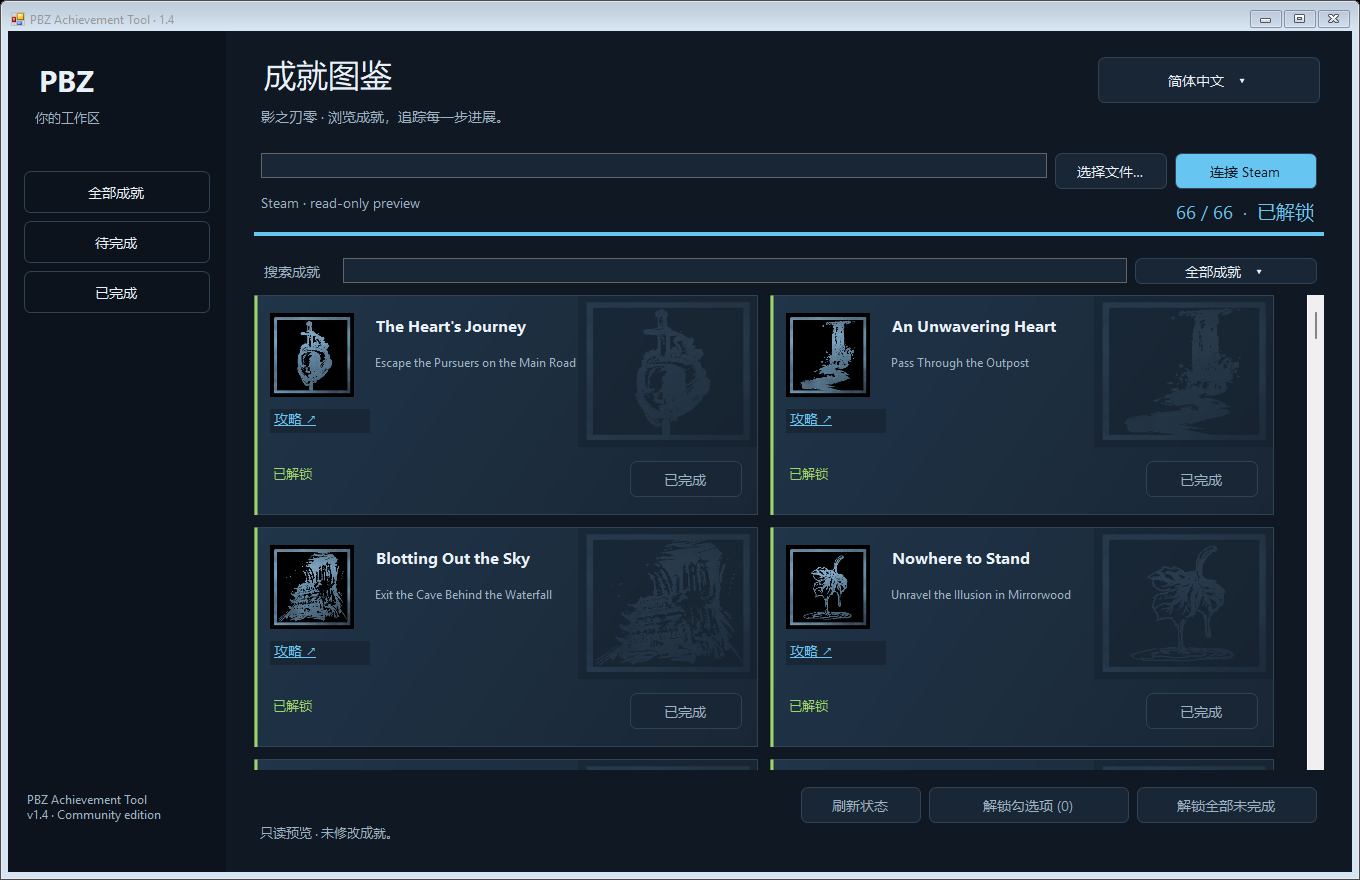 PBZ Achievement Tool · 1.4
PBZ
你的工作区
全部成就
待完成
已完成
PBZ Achievement Tool
v1.4 · Community edition
成就图鉴
影之刃零 · 浏览成就，追踪每一步进展。
简体中文
选择文件...
连接 Steam
Steam · read-only preview
66 / 66 · 已解锁
搜索成就
全部成就
The Heart's Journey
Escape the Pursuers on the Main Road
攻略 ↗
已解锁
已完成
An Unwavering Heart
Pass Through the Outpost
攻略 ↗
已解锁
已完成
Blotting Out the Sky
Exit the Cave Behind the Waterfall
攻略 ↗
已解锁
已完成
Nowhere to Stand
Unravel the Illusion in Mirrorwood
攻略 ↗
已解锁
已完成
刷新状态
解锁勾选项 (0)
解锁全部未完成
只读预览 · 未修改成就。